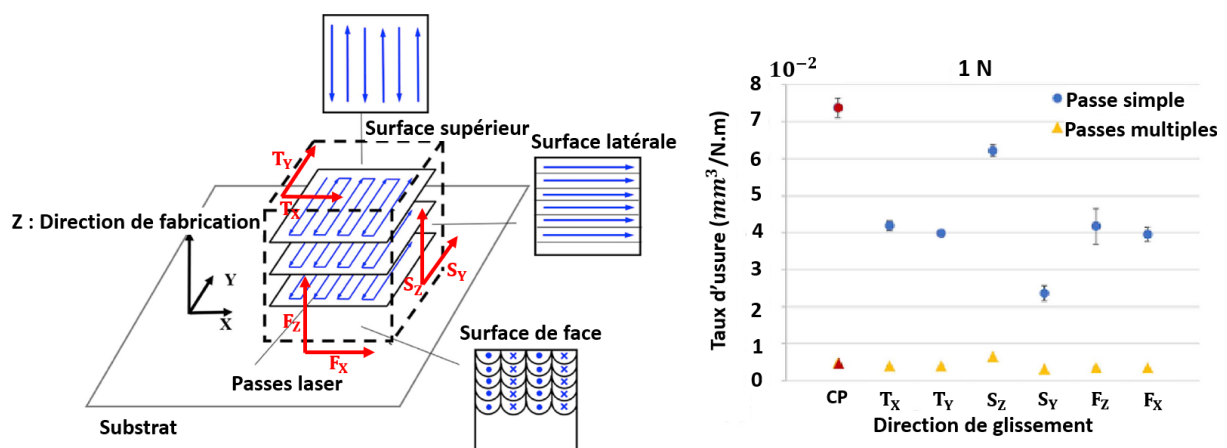 Surface supérieur
Surface latérale
T_Y
T_X
Z : Direction de fabrication
Y
X
S_Z
S_Y
F_Z
F_X
Surface de face
Passes laser
Substrat
10^{-2}
1 N
Passe simple
Passes multiples
Taux d'usure (mm^3/N.m)
8
7
6
5
4
3
2
1
0
CP T_X T_Y S_Z S_Y F_Z F_X
Direction de glissement